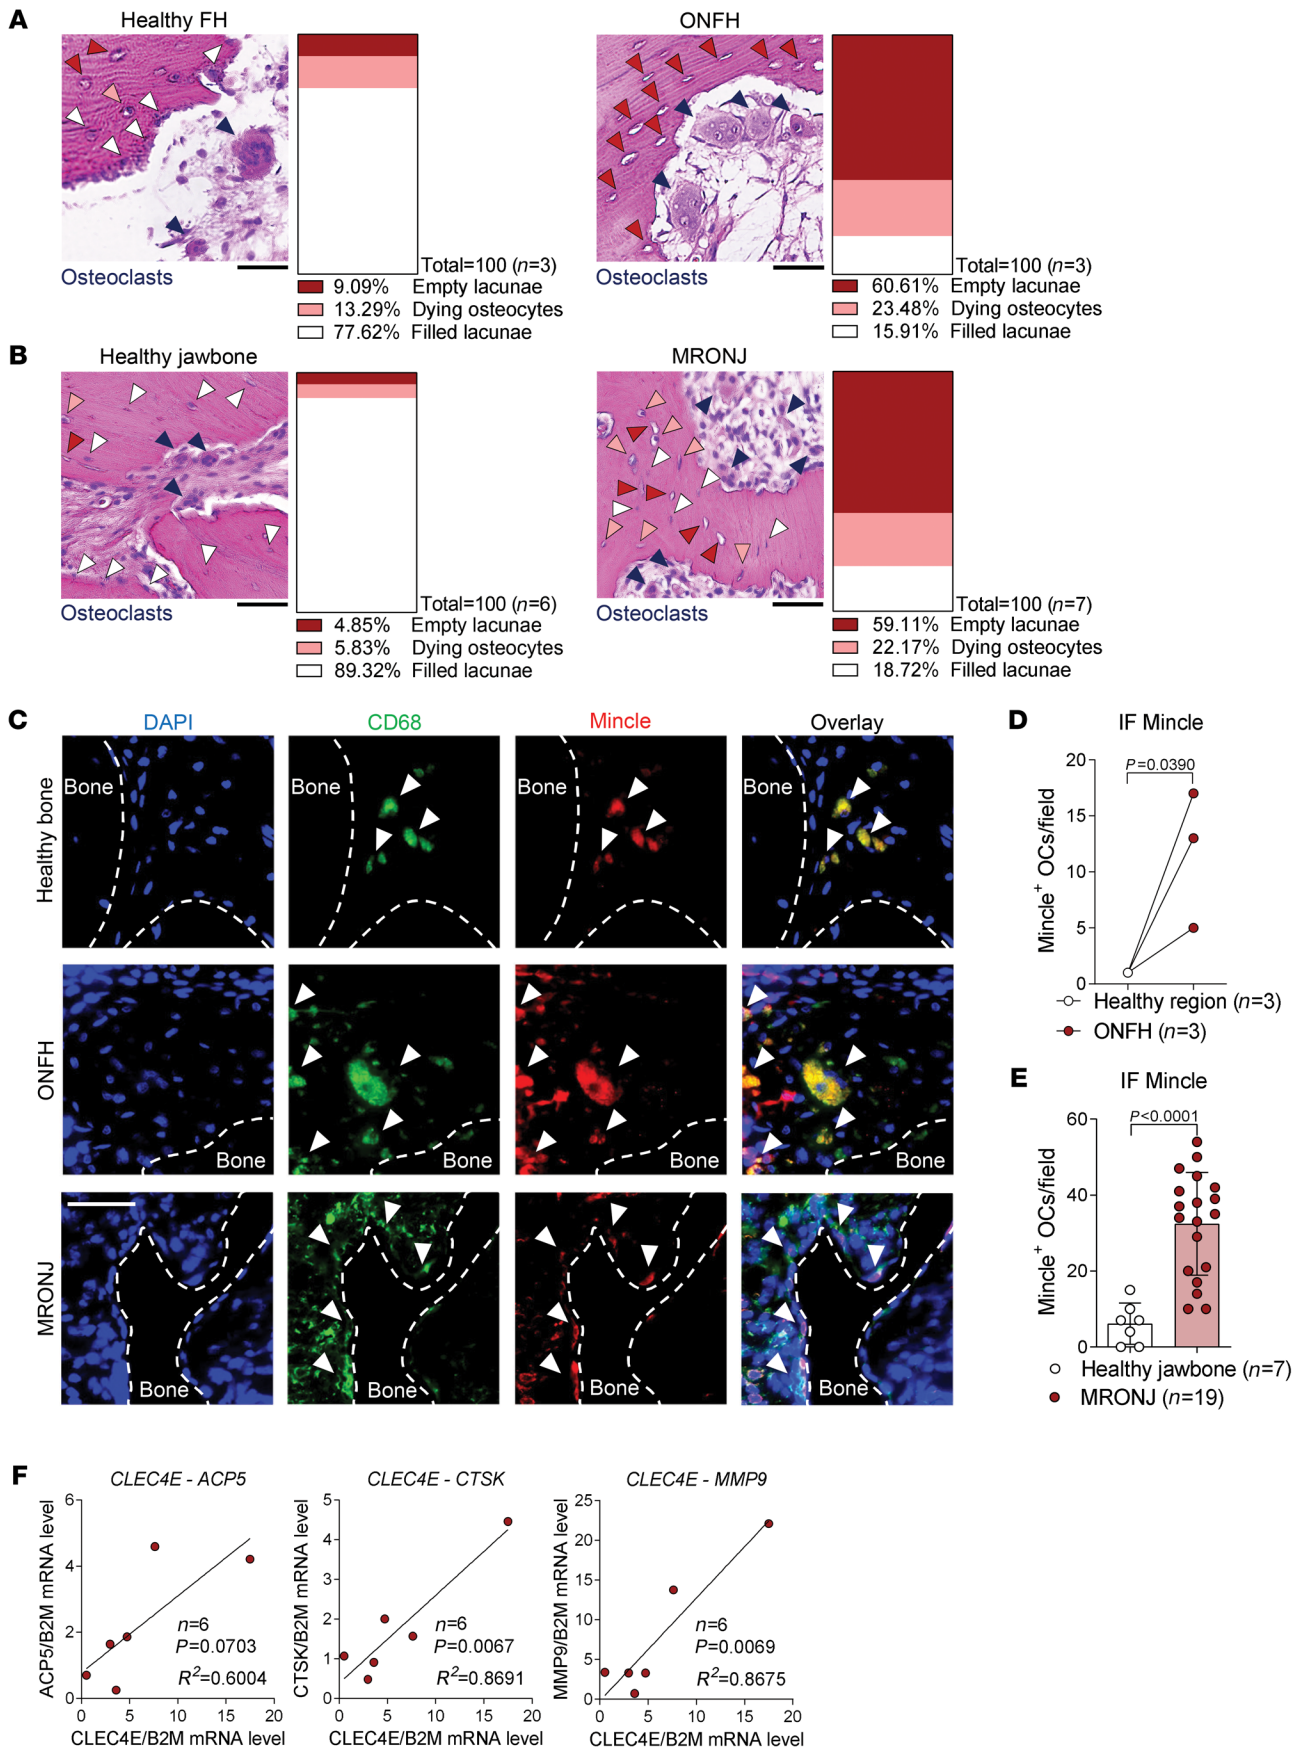 A
Healthy FH
ONFH
Osteoclasts
Total=100 (n=3)
9.09% Empty lacunae
13.29% Dying osteocytes
77.62% Filled lacunae
Osteoclasts
Total=100 (n=3)
60.61% Empty lacunae
23.48% Dying osteocytes
15.91% Filled lacunae
B
Healthy jawbone
MRONJ
Osteoclasts
Total=100 (n=6)
4.85% Empty lacunae
5.83% Dying osteocytes
89.32% Filled lacunae
Osteoclasts
Total=100 (n=7)
59.11% Empty lacunae
22.17% Dying osteocytes
18.72% Filled lacunae
C
DAPI
CD68
Mincle
Overlay
Healthy bone
Bone
Bone
Bone
Bone
ONFH
Bone
Bone
Bone
Bone
MRONJ
Bone
Bone
Bone
Bone
D
IF Mincle
P=0.0390
Mincle⁺ OCs/field
20
15
10
5
0
Healthy region (n=3)
ONFH (n=3)
E
IF Mincle
P<0.0001
Mincle⁺ OCs/field
60
40
20
0
Healthy jawbone (n=7)
MRONJ (n=19)
F
CLEC4E - ACP5
ACP5/B2M mRNA level
6
4
2
0
n=6
P=0.0703
R²=0.6004
0 5 10 15 20
CLEC4E/B2M mRNA level
CLEC4E - CTSK
CTSK/B2M mRNA level
5
4
3
2
1
0
n=6
P=0.0067
R²=0.8691
0 5 10 15 20
CLEC4E/B2M mRNA level
CLEC4E - MMP9
MMP9/B2M mRNA level
25
20
15
10
5
0
n=6
P=0.0069
R²=0.8675
0 5 10 15 20
CLEC4E/B2M mRNA level